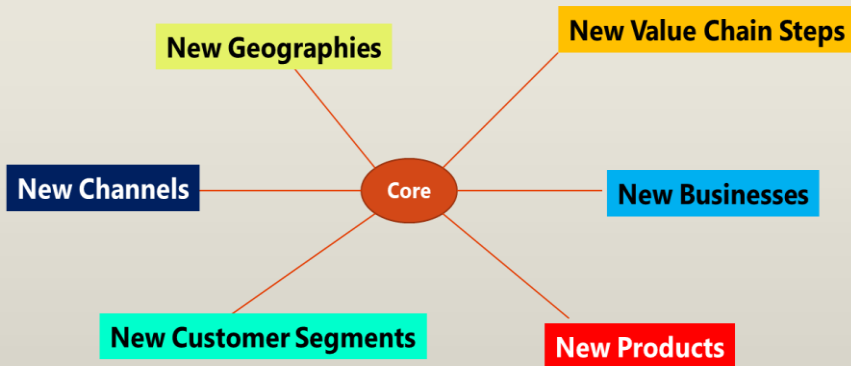 New Value Chain Steps
New Geographies
New Channels
Core
New Businesses
New Customer Segments
New Products